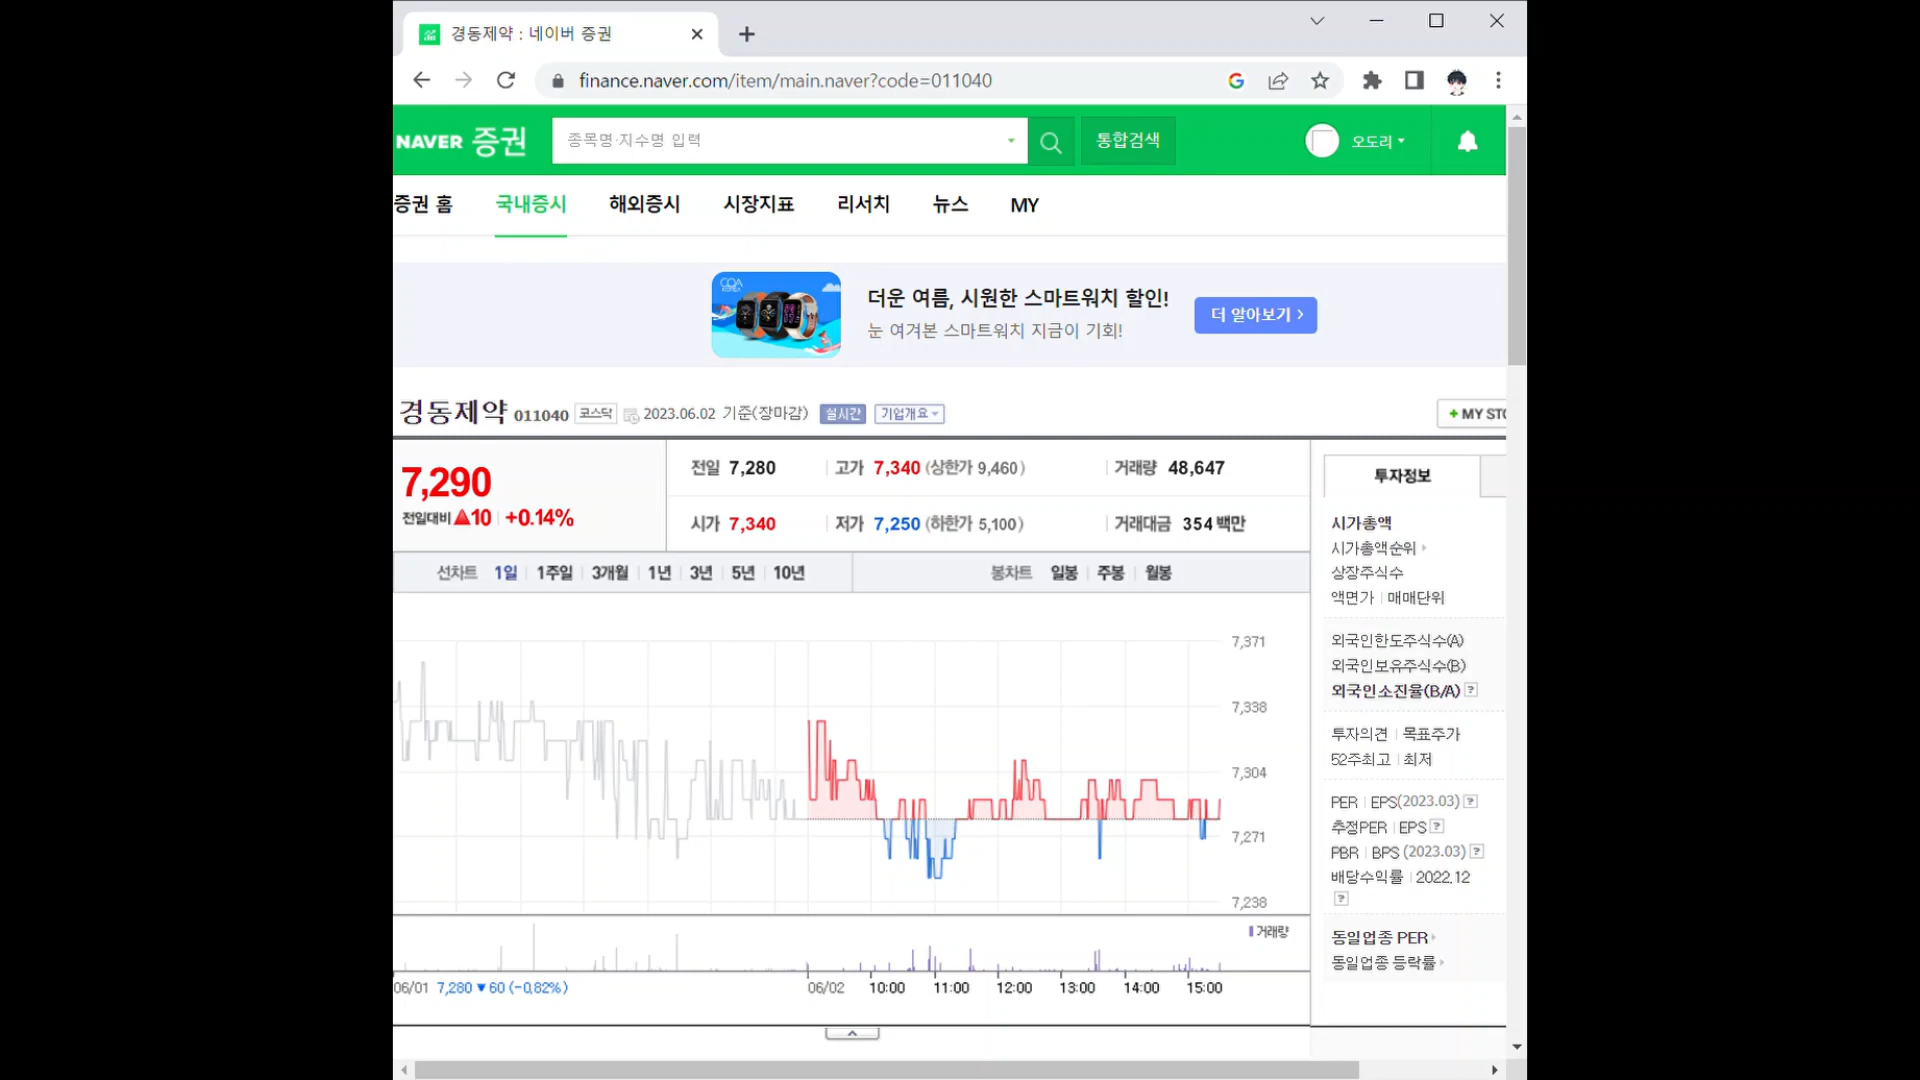 경동제약 : 네이버 증권
finance.naver.com/item/main.naver?code=011040
NAVER 증권
종목명·지수명 입력
통합검색
오도리
증권 홈 국내증시 해외증시 시장지표 리서치 뉴스 MY
COA
더운 여름, 시원한 스마트워치 할인!
눈 여겨본 스마트워치 지금이 기회!
더 알아보기 >
경동제약 011040 코스닥 2023.06.02 기준(장마감) 실시간 기업개요
+ MY STO
7,290
전일대비 ▲10 +0.14%
전일 7,280 고가 7,340 (상한가 9,460) 거래량 48,647
시가 7,340 저가 7,250 (하한가 5,100) 거래대금 354 백만
선차트 1일 1주일 3개월 1년 3년 5년 10년 봉차트 일봉 주봉 월봉
7,371
7,338
7,304
7,271
7,238
거래량
06/01 7,280 ▼ 60 (-0.82%) 06/02 10:00 11:00 12:00 13:00 14:00 15:00
투자정보
시가총액
시가총액순위
상장주식수
액면가 | 매매단위
외국인한도주식수(A)
외국인보유주식수(B)
외국인소진율(B/A) ?
투자의견 | 목표주가
52주최고 | 최저
PER | EPS(2023.03) ?
추정PER | EPS ?
PBR | BPS (2023.03) ?
배당수익률 | 2022.12
?
동일업종 PER
동일업종 등락률